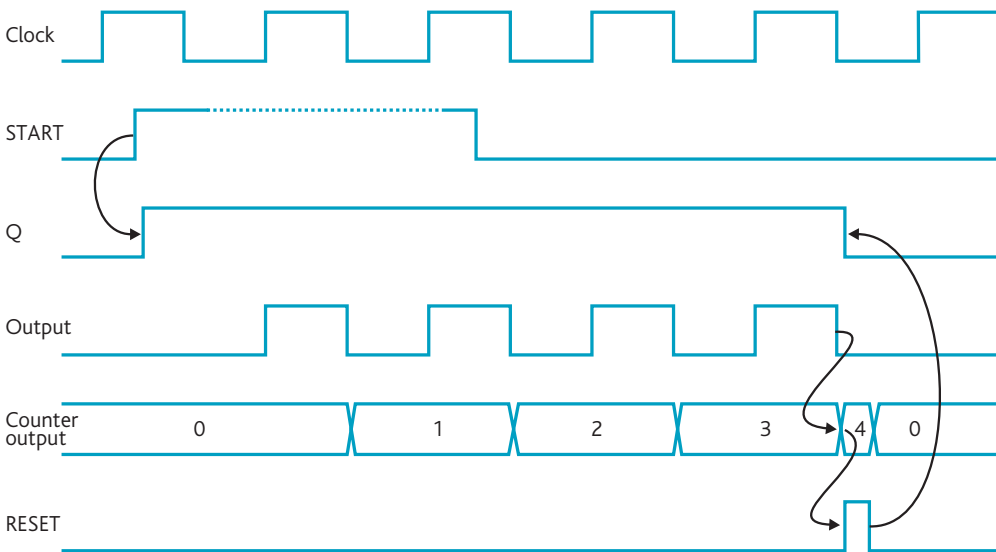 Clock
START
Q
Output
Counter
output
0 1 2 3 4 0
RESET